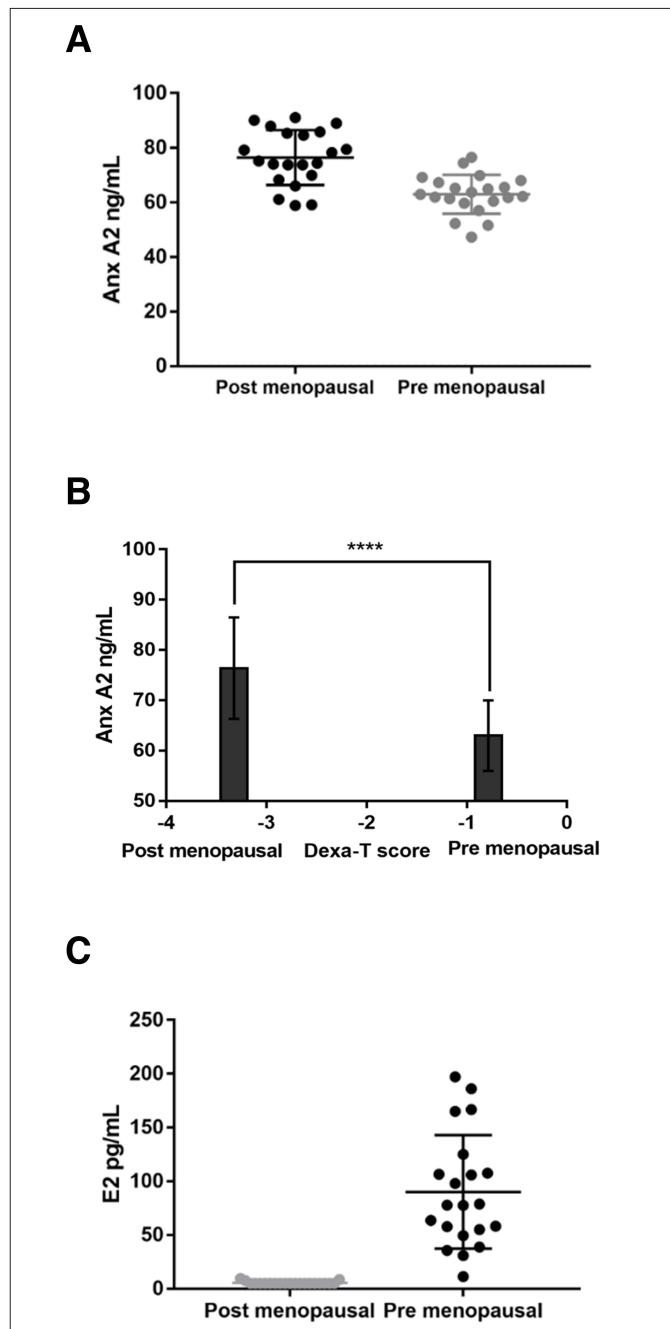 A
100
80
60
40
20
0
Anx A2 ng/mL
Post menopausal Pre menopausal
B
****
100
90
80
70
60
50
Anx A2 ng/mL
-4 -3 -2 -1 0
Post menopausal Dexa-T score Pre menopausal
C
250
200
150
100
50
0
E2 pg/mL
Post menopausal Pre menopausal